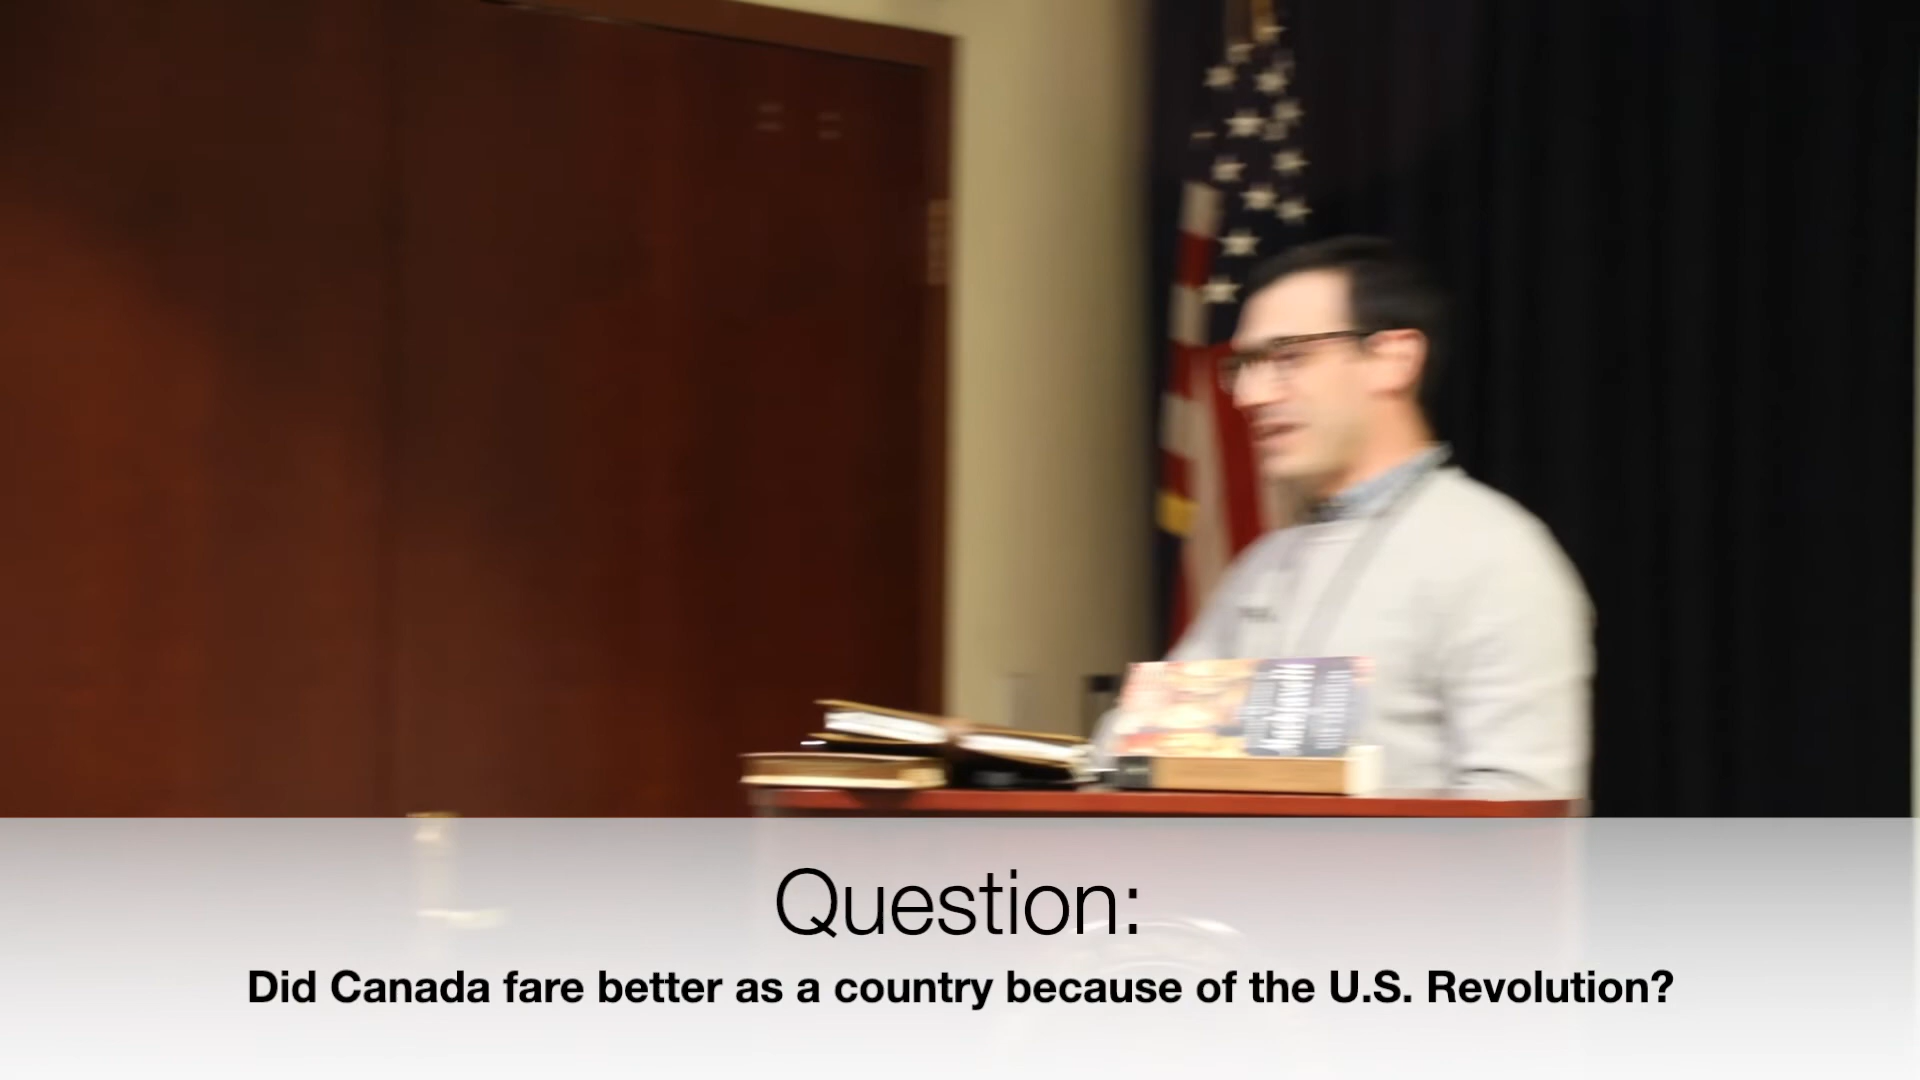 Question:
Did Canada fare better as a country because of the U.S. Revolution?